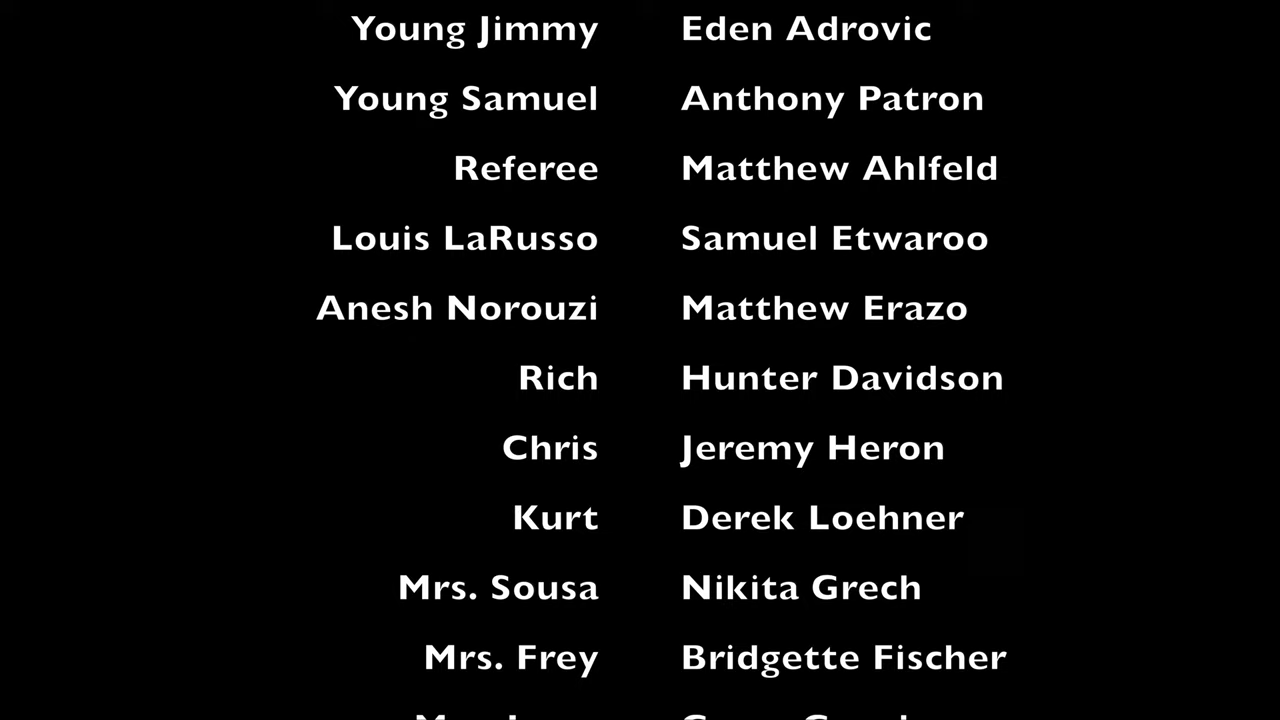 Young Jimmy Eden Adrovic
Young Samuel Anthony Patron
Referee Matthew Ahlfeld
Louis LaRusso Samuel Etwaroo
Anesh Norouzi Matthew Erazo
Rich Hunter Davidson
Chris Jeremy Heron
Kurt Derek Loehner
Mrs. Sousa Nikita Grech
Mrs. Frey Bridgette Fischer